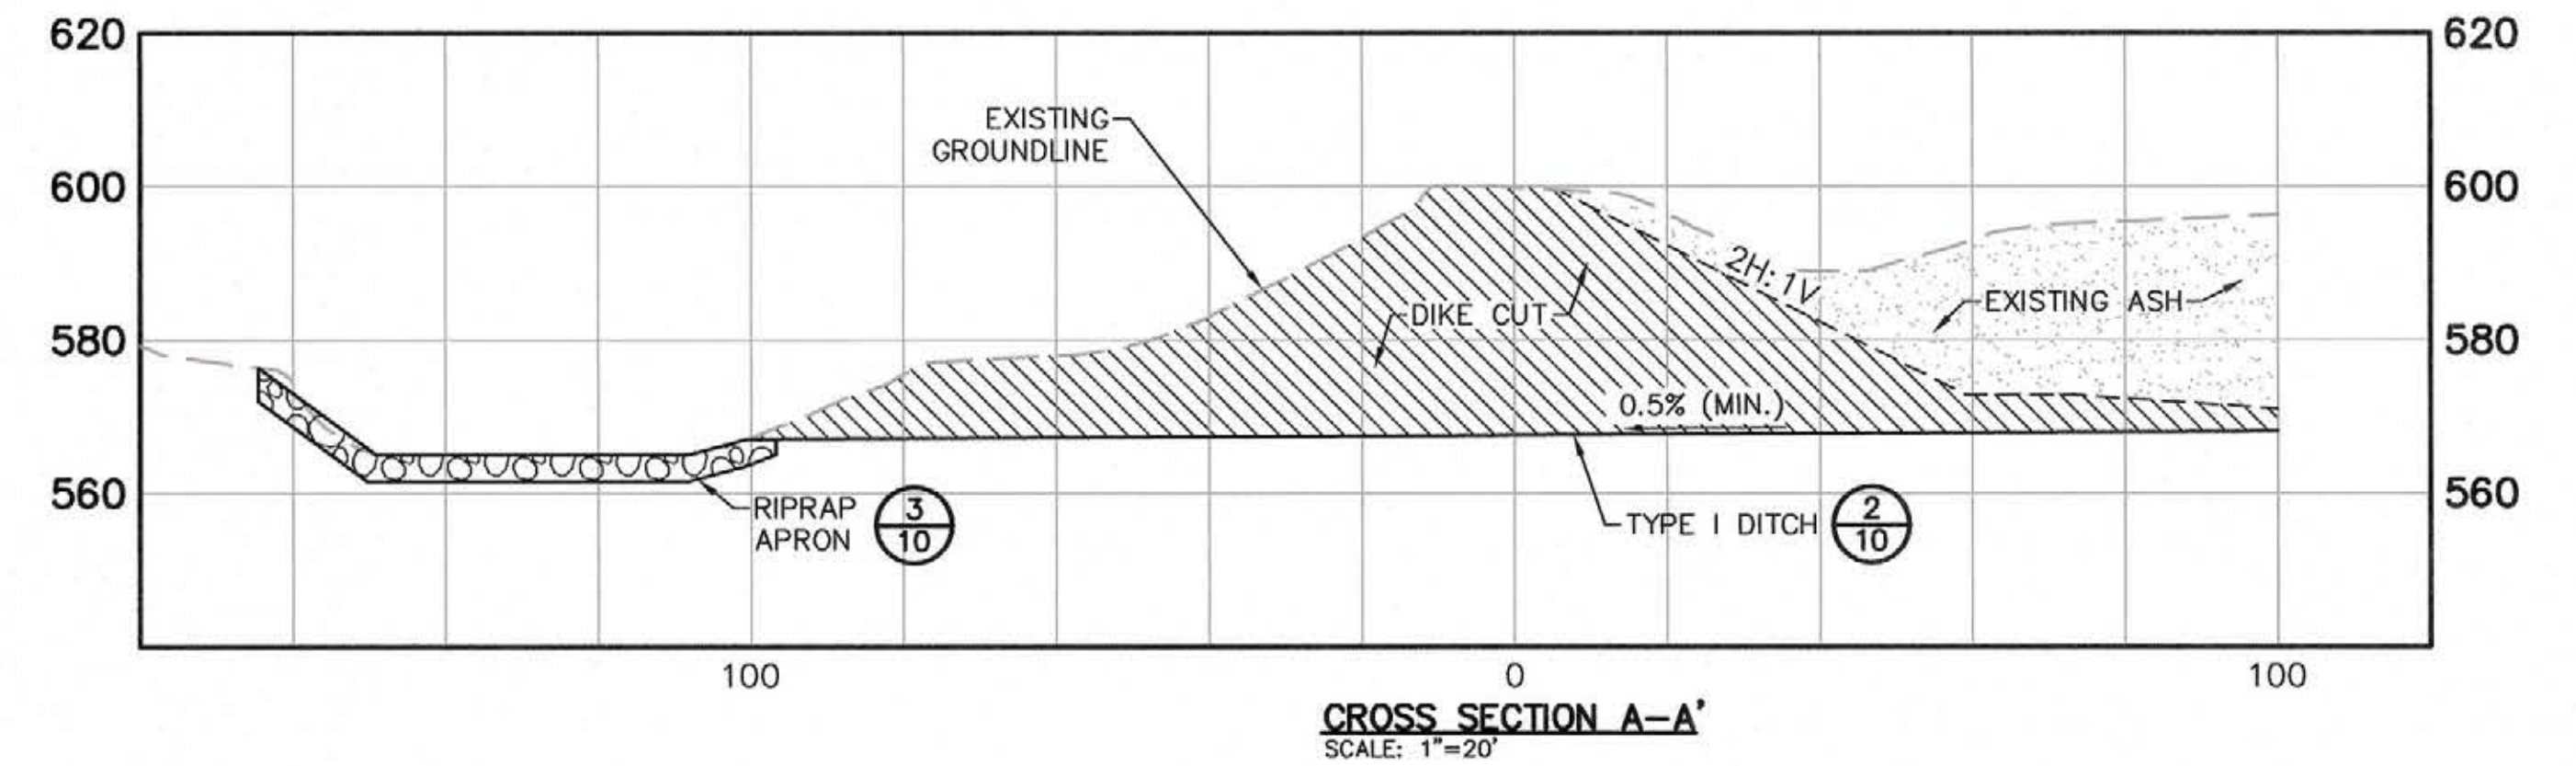 620
620
EXISTING
GROUNDLINE
600
600
2H:1V
EXISTING ASH
DIKE CUT
580
580
0.5% (MIN.)
560
560
RIPRAP
APRON
3
10
TYPE I DITCH
2
10
100
0
100
CROSS SECTION A-A'
SCALE: 1"=20'